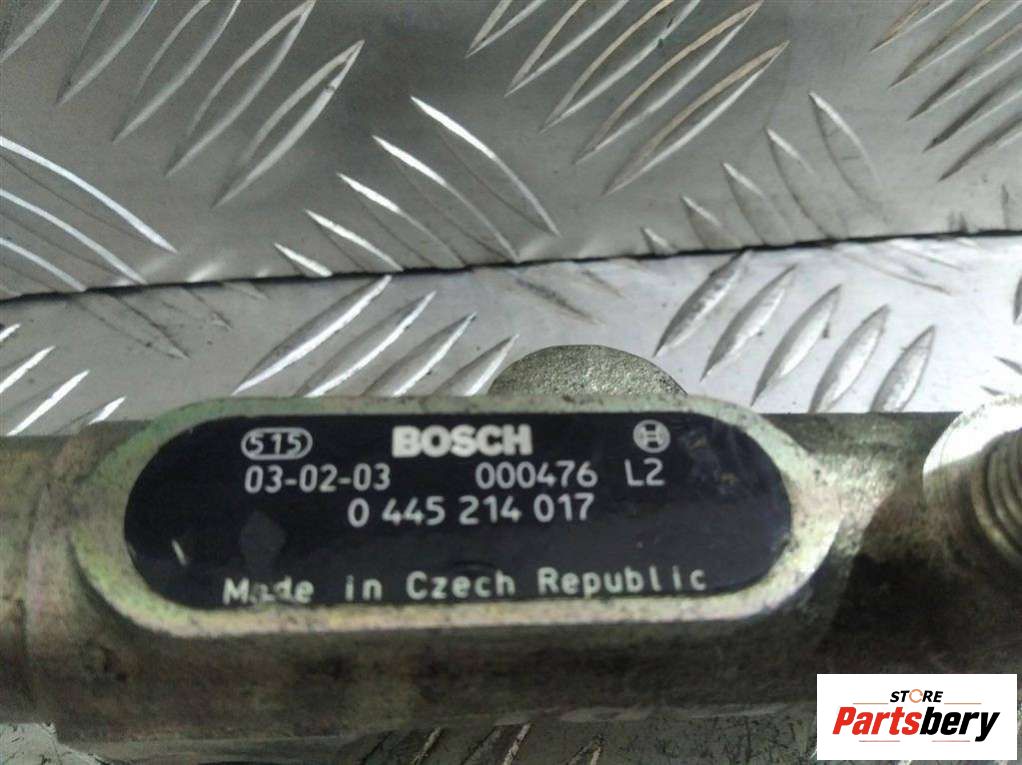 515 BOSCH
03-02-03 000476 L2
0 445 214 017
Made in Czech Republic
STORE
Partsbery